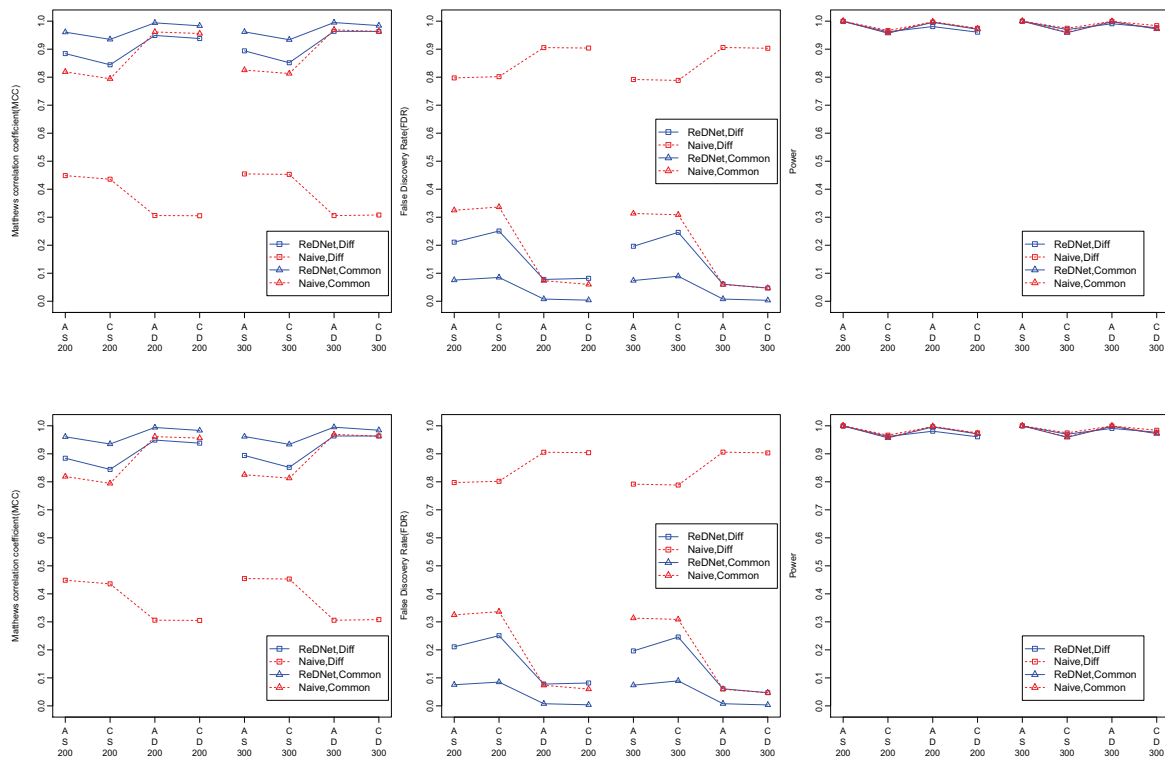 Matthews correlation coefficient(MCC)
0.0 0.1 0.2 0.3 0.4 0.5 0.6 0.7 0.8 0.9 1.0
ReDNet,Diff
Naive,Diff
ReDNet,Common
Naive,Common
A C A C A C A C
S S D D S S D D
200 200 200 200 300 300 300 300
False Discovery Rate(FDR)
0.0 0.1 0.2 0.3 0.4 0.5 0.6 0.7 0.8 0.9 1.0
ReDNet,Diff
Naive,Diff
ReDNet,Common
Naive,Common
A C A C A C A C
S S D D S S D D
200 200 200 200 300 300 300 300
Power
0.0 0.1 0.2 0.3 0.4 0.5 0.6 0.7 0.8 0.9 1.0
ReDNet,Diff
Naive,Diff
ReDNet,Common
Naive,Common
A C A C A C A C
S S D D S S D D
200 200 200 200 300 300 300 300
Matthews correlation coefficient(MCC)
0.0 0.1 0.2 0.3 0.4 0.5 0.6 0.7 0.8 0.9 1.0
ReDNet,Diff
Naive,Diff
ReDNet,Common
Naive,Common
A C A C A C A C
S S D D S S D D
200 200 200 200 300 300 300 300
False Discovery Rate(FDR)
0.0 0.1 0.2 0.3 0.4 0.5 0.6 0.7 0.8 0.9 1.0
ReDNet,Diff
Naive,Diff
ReDNet,Common
Naive,Common
A C A C A C A C
S S D D S S D D
200 200 200 200 300 300 300 300
Power
0.0 0.1 0.2 0.3 0.4 0.5 0.6 0.7 0.8 0.9 1.0
ReDNet,Diff
Naive,Diff
ReDNet,Common
Naive,Common
A C A C A C A C
S S D D S S D D
200 200 200 200 300 300 300 300